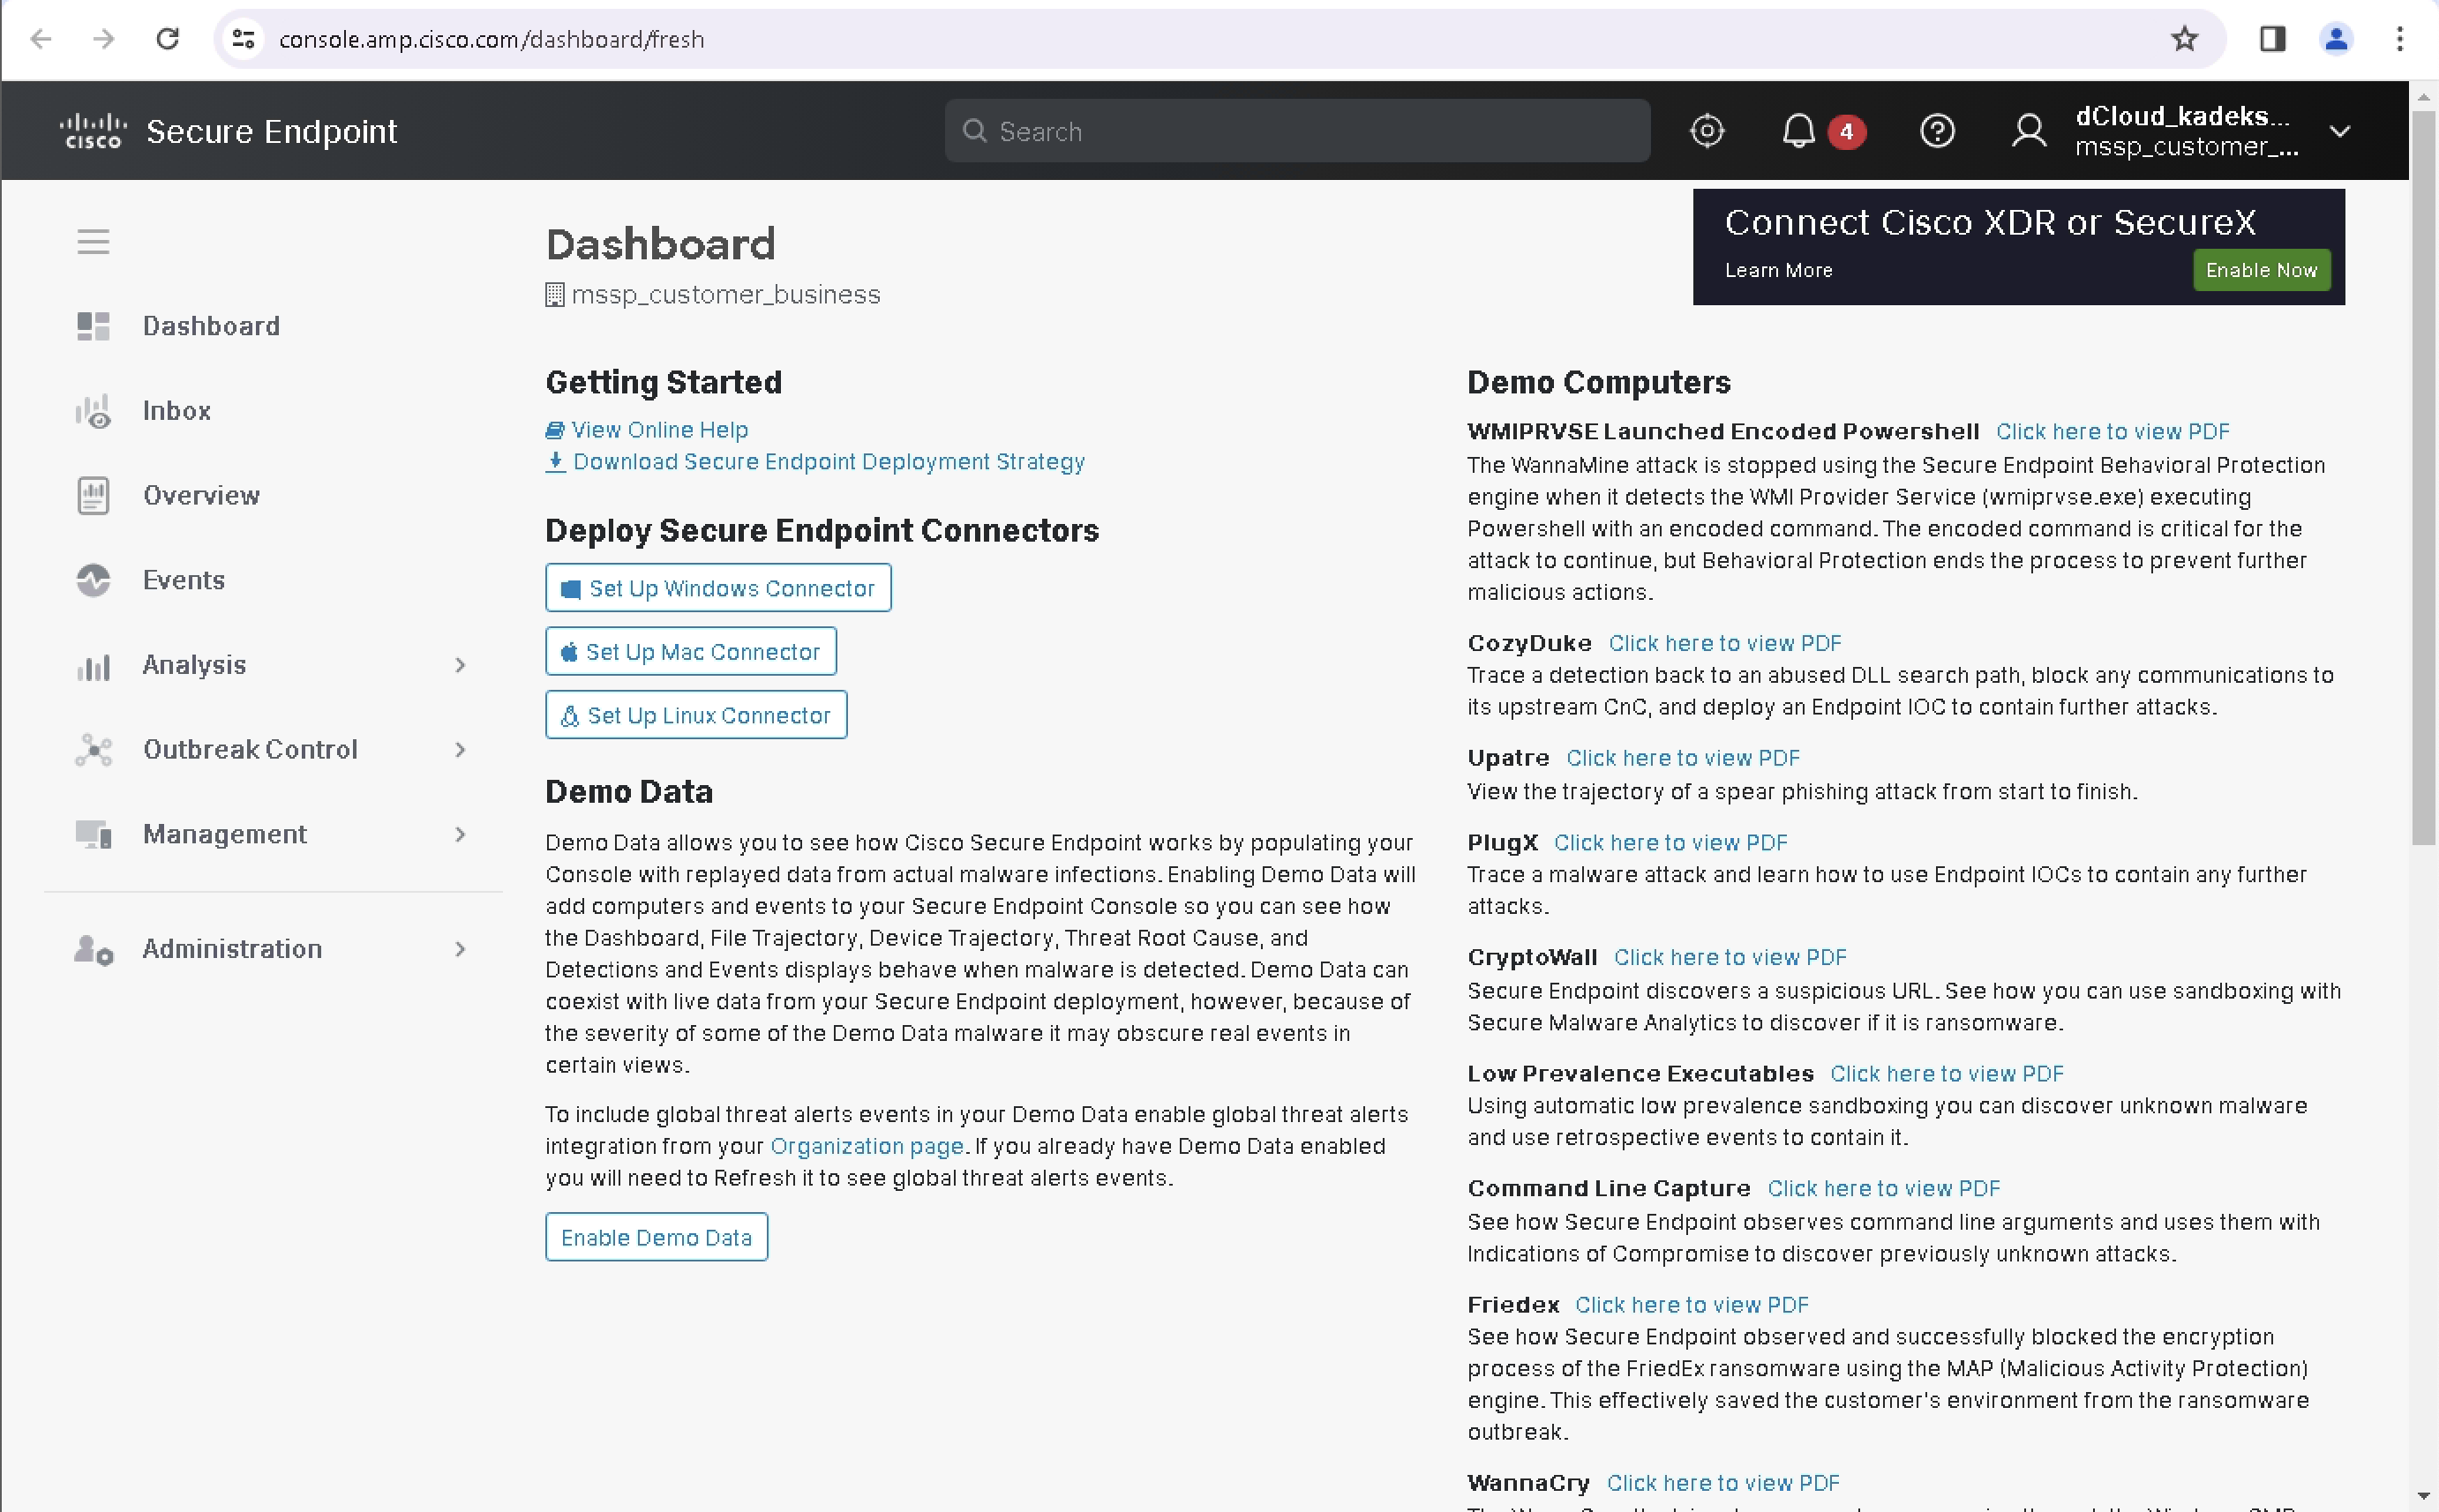 console.amp.cisco.com/dashboard/fresh
cisco
Secure Endpoint
Search
4
dCloud_kadeks...
mssp_customer_...
Dashboard
Inbox
Overview
Events
Analysis
Outbreak Control
Management
Administration
Dashboard
mssp_customer_business
Connect Cisco XDR or SecureX
Learn More
Enable Now
Getting Started
View Online Help
Download Secure Endpoint Deployment Strategy
Deploy Secure Endpoint Connectors
Set Up Windows Connector
Set Up Mac Connector
Set Up Linux Connector
Demo Data
Demo Data allows you to see how Cisco Secure Endpoint works by populating your
Console with replayed data from actual malware infections. Enabling Demo Data will
add computers and events to your Secure Endpoint Console so you can see how
the Dashboard, File Trajectory, Device Trajectory, Threat Root Cause, and
Detections and Events displays behave when malware is detected. Demo Data can
coexist with live data from your Secure Endpoint deployment, however, because of
the severity of some of the Demo Data malware it may obscure real events in
certain views.
To include global threat alerts events in your Demo Data enable global threat alerts
integration from your Organization page. If you already have Demo Data enabled
you will need to Refresh it to see global threat alerts events.
Enable Demo Data
Demo Computers
WMIPRVSE Launched Encoded Powershell Click here to view PDF
The WannaMine attack is stopped using the Secure Endpoint Behavioral Protection
engine when it detects the WMI Provider Service (wmiprvse.exe) executing
Powershell with an encoded command. The encoded command is critical for the
attack to continue, but Behavioral Protection ends the process to prevent further
malicious actions.
CozyDuke Click here to view PDF
Trace a detection back to an abused DLL search path, block any communications to
its upstream CnC, and deploy an Endpoint IOC to contain further attacks.
Upatre Click here to view PDF
View the trajectory of a spear phishing attack from start to finish.
PlugX Click here to view PDF
Trace a malware attack and learn how to use Endpoint IOCs to contain any further
attacks.
CryptoWall Click here to view PDF
Secure Endpoint discovers a suspicious URL. See how you can use sandboxing with
Secure Malware Analytics to discover if it is ransomware.
Low Prevalence Executables Click here to view PDF
Using automatic low prevalence sandboxing you can discover unknown malware
and use retrospective events to contain it.
Command Line Capture Click here to view PDF
See how Secure Endpoint observes command line arguments and uses them with
Indications of Compromise to discover previously unknown attacks.
Friedex Click here to view PDF
See how Secure Endpoint observed and successfully blocked the encryption
process of the FriedEx ransomware using the MAP (Malicious Activity Protection)
engine. This effectively saved the customer's environment from the ransomware
outbreak.
WannaCry Click here to view PDF